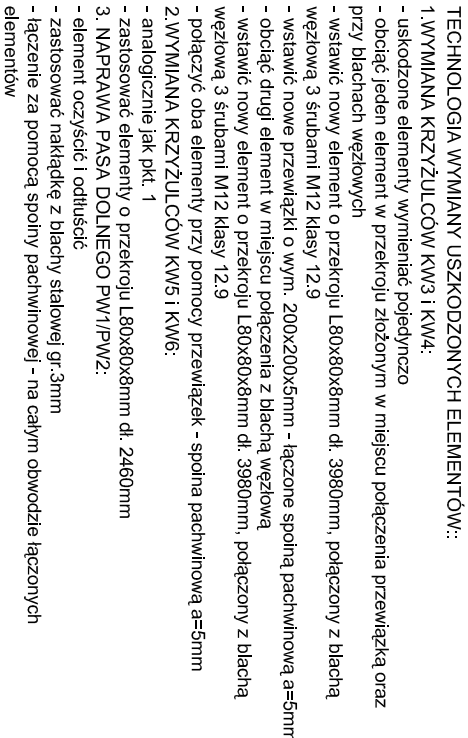 TECHNOLOGIA WYMIANY USZKODZONYCH ELEMENTÓW::
1.WYMIANA KRZYŻULCÓW KW3 i KW4:
- uskodzone elementy wymieniać pojedynczo
- obciąć jeden element w przekroju złożonym w miejscu połączenia przewiązką oraz
przy blachach węzłowych
- wstawić nowy element o przekroju L80x80x8mm dł. 3980mm, połączony z blachą
węzłową 3 śrubami M12 klasy 12.9
- wstawić nowe przewiązki o wym. 200x200x5mm - łączone spoiną pachwinową a=5mm
- obciąć drugi element w miejscu połączenia z blachą węzłową
- wstawić nowy element o przekroju L80x80x8mm dł. 3980mm, połączony z blachą
węzłową 3 śrubami M12 klasy 12.9
- połączyć oba elementy przy pomocy przewiązek - spoina pachwinową a=5mm
2.WYMIANA KRZYŻULCÓW KW5 i KW6:
- analogicznie jak pkt. 1
- zastosować elementy o przekroju L80x80x8mm dł. 2460mm
3. NAPRAWA PASA DOLNEGO PW1/PW2:
- element oczyścić i odtłuścić
- zastosować nakładkę z blachy stalowej gr.3mm
- łączenie za pomocą spoiny pachwinowej - na całym obwodzie łączonych
elementów